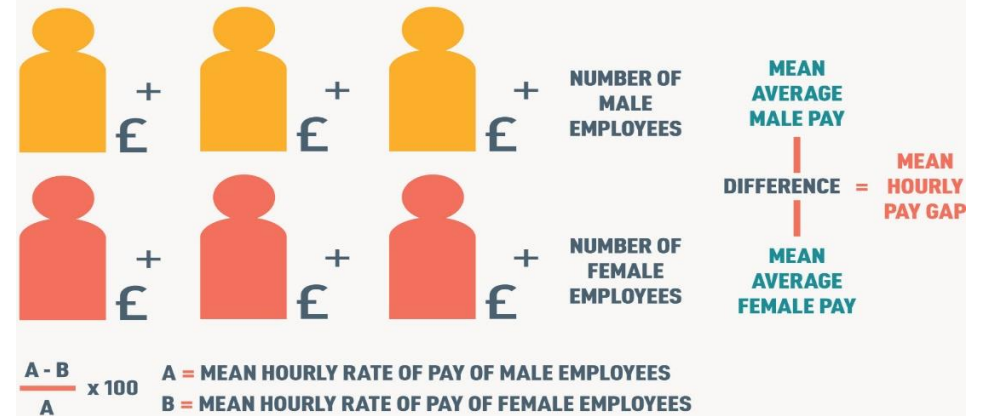 + £ + £ + £ NUMBER OF
MALE
EMPLOYEES
MEAN
AVERAGE
MALE PAY
+ £ + £ + £ NUMBER OF
FEMALE
EMPLOYEES
DIFFERENCE = MEAN
HOURLY
PAY GAP
MEAN
AVERAGE
FEMALE PAY
A - B
A
x 100
A = MEAN HOURLY RATE OF PAY OF MALE EMPLOYEES
B = MEAN HOURLY RATE OF PAY OF FEMALE EMPLOYEES